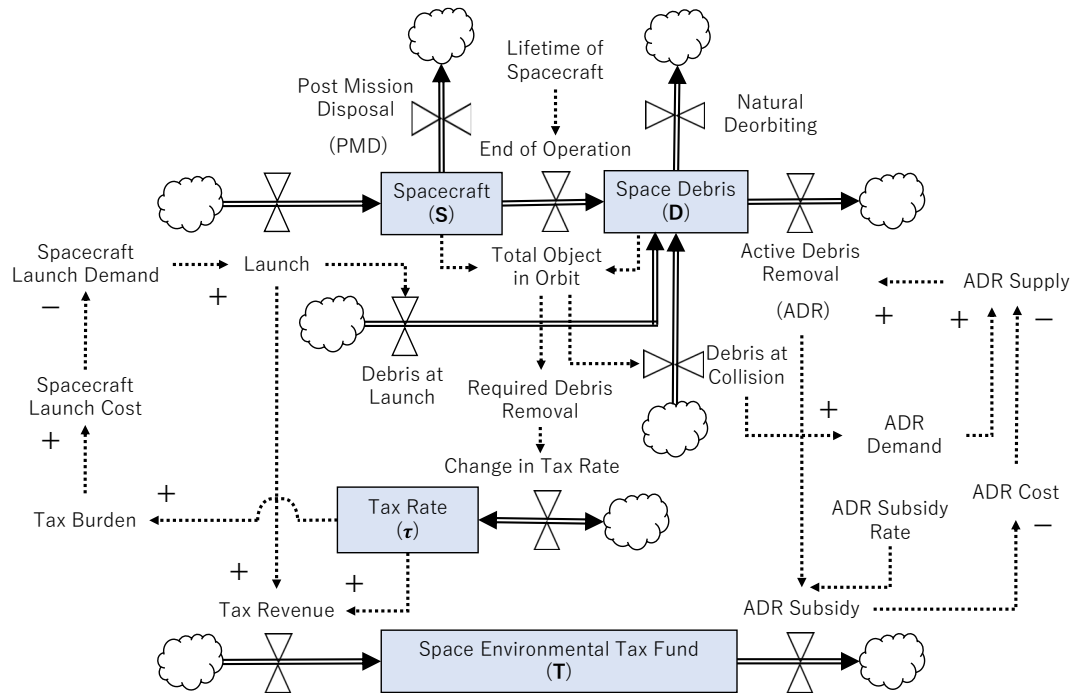 Lifetime of
Spacecraft
Post Mission
Disposal
(PMD)
Natural
Deorbiting
End of Operation
Spacecraft
(S)
Space Debris
(D)
Spacecraft
Launch Demand
−
+
Launch
Total Object
in Orbit
Active Debris
Removal
(ADR)
+
ADR Supply
+
−
Debris at
Launch
Debris at
Collision
Spacecraft
Launch Cost
+
Required Debris
Removal
+
ADR
Demand
Change in Tax Rate
Tax Burden
+
Tax Rate
(τ)
ADR Subsidy
Rate
ADR Cost
−
+
+
Tax Revenue
ADR Subsidy
Space Environmental Tax Fund
(T)